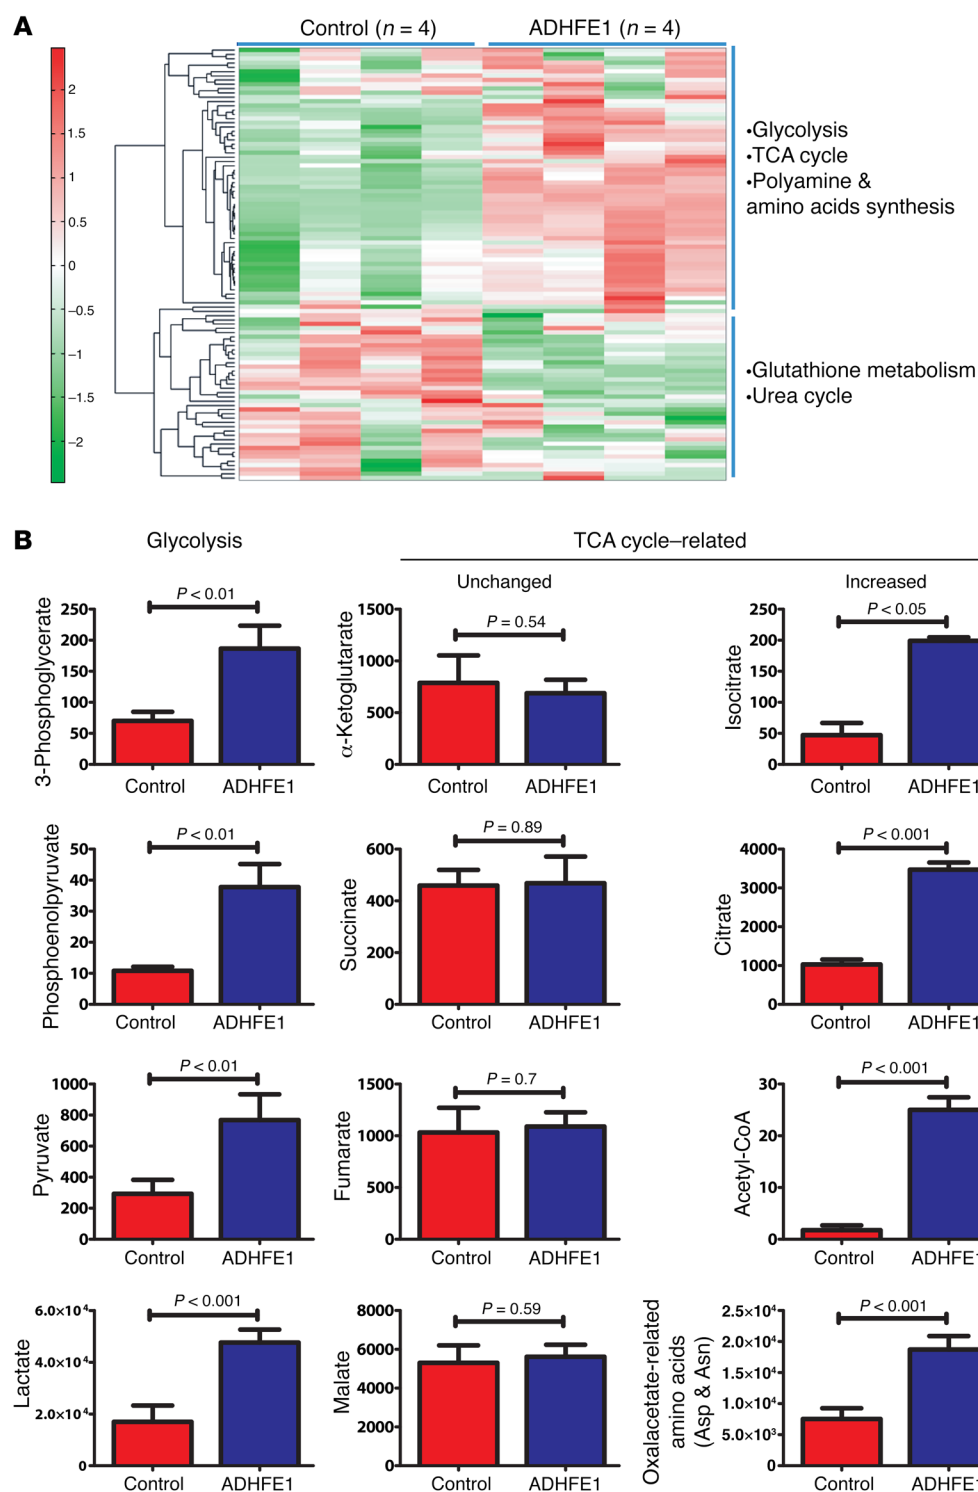 A
Control (n = 4)
ADHFE1 (n = 4)
2
1.5
1
0.5
0
–0.5
–1
–1.5
–2
•Glycolysis
•TCA cycle
•Polyamine &
amino acids synthesis
•Glutathione metabolism
•Urea cycle
B
Glycolysis
TCA cycle–related
Unchanged
Increased
3-Phosphoglycerate
250
200
150
100
50
0
P < 0.01
Control
ADHFE1
α-Ketoglutarate
1500
1000
500
0
P = 0.54
Control
ADHFE1
Isocitrate
250
200
150
100
50
0
P < 0.05
Control
ADHFE1
Phosphoenolpyruvate
50
40
30
20
10
0
P < 0.01
Control
ADHFE1
Succinate
600
400
200
0
P = 0.89
Control
ADHFE1
Citrate
4000
3000
2000
1000
0
P < 0.001
Control
ADHFE1
Pyruvate
1000
800
600
400
200
0
P < 0.01
Control
ADHFE1
Fumarate
1500
1000
500
0
P = 0.7
Control
ADHFE1
Acetyl-CoA
30
20
10
0
P < 0.001
Control
ADHFE1
Lactate
6.0×10⁴
4.0×10⁴
2.0×10⁴
0
P < 0.001
Control
ADHFE1
Malate
8000
6000
4000
2000
0
P = 0.59
Control
ADHFE1
Oxalacetate-related
amino acids
(Asp & Asn)
2.5×10⁴
2.0×10⁴
1.5×10⁴
1.0×10⁴
5.0×10³
0
P < 0.001
Control
ADHFE1